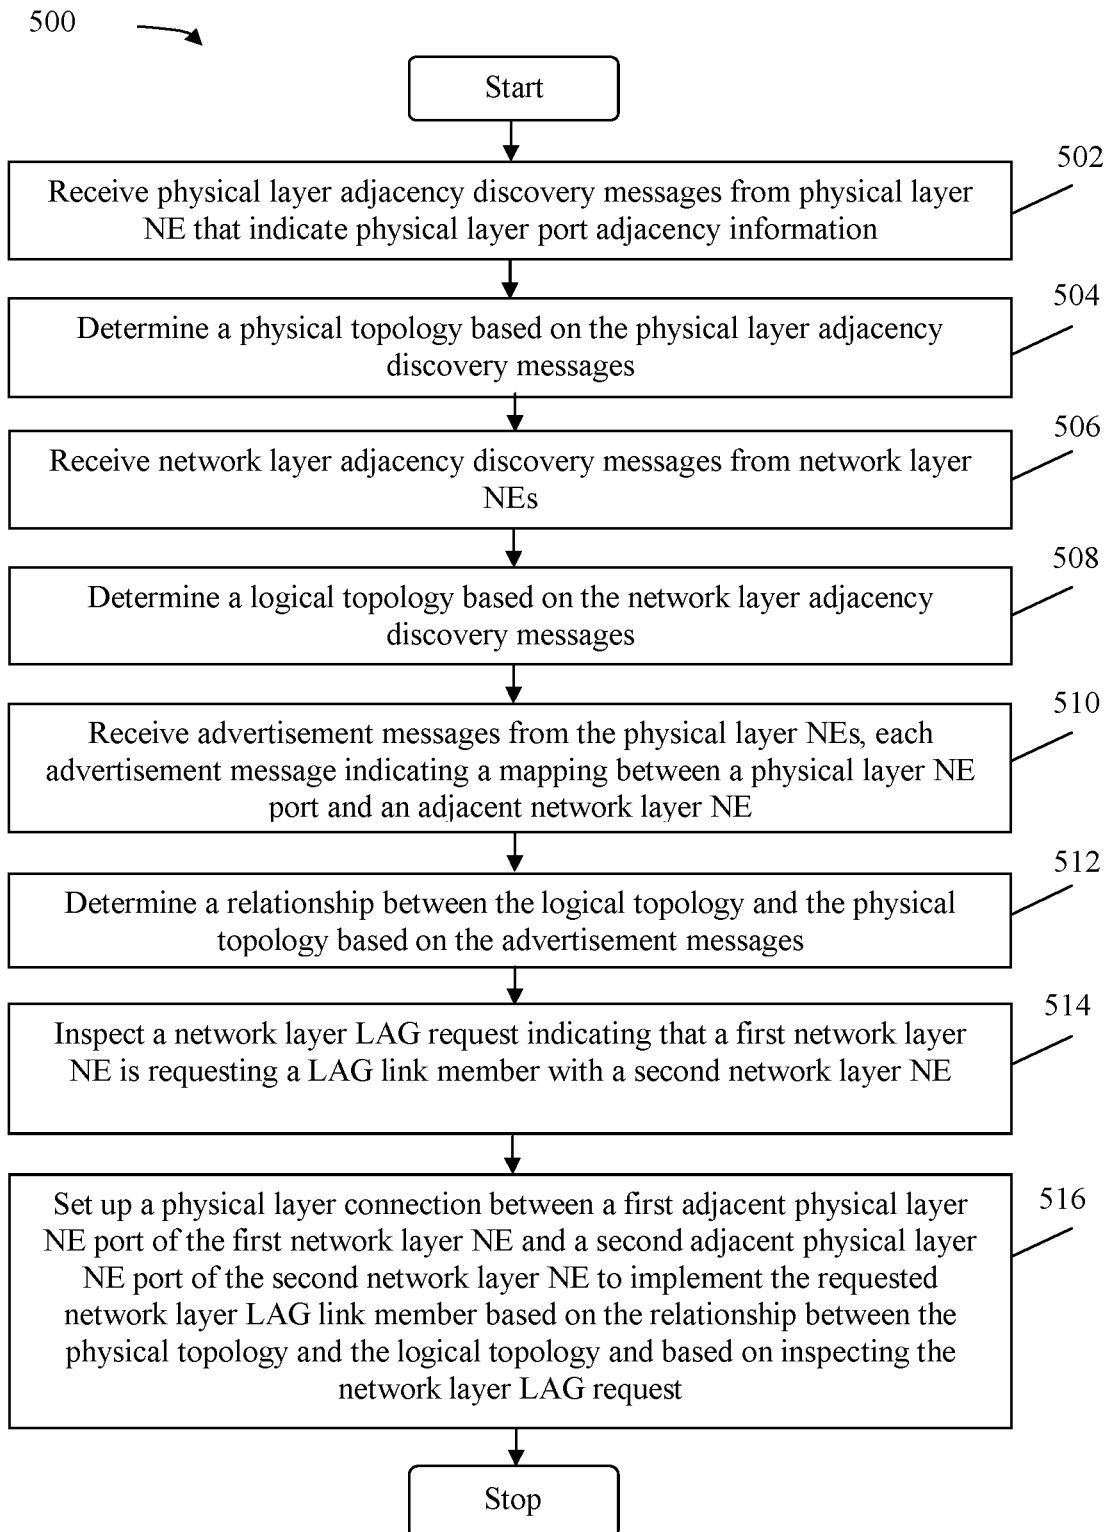 500
Start
502
Receive physical layer adjacency discovery messages from physical layer
NE that indicate physical layer port adjacency information
504
Determine a physical topology based on the physical layer adjacency
discovery messages
506
Receive network layer adjacency discovery messages from network layer
NEs
508
Determine a logical topology based on the network layer adjacency
discovery messages
510
Receive advertisement messages from the physical layer NEs, each
advertisement message indicating a mapping between a physical layer NE
port and an adjacent network layer NE
512
Determine a relationship between the logical topology and the physical
topology based on the advertisement messages
514
Inspect a network layer LAG request indicating that a first network layer
NE is requesting a LAG link member with a second network layer NE
516
Set up a physical layer connection between a first adjacent physical layer
NE port of the first network layer NE and a second adjacent physical layer
NE port of the second network layer NE to implement the requested
network layer LAG link member based on the relationship between the
physical topology and the logical topology and based on inspecting the
network layer LAG request
Stop